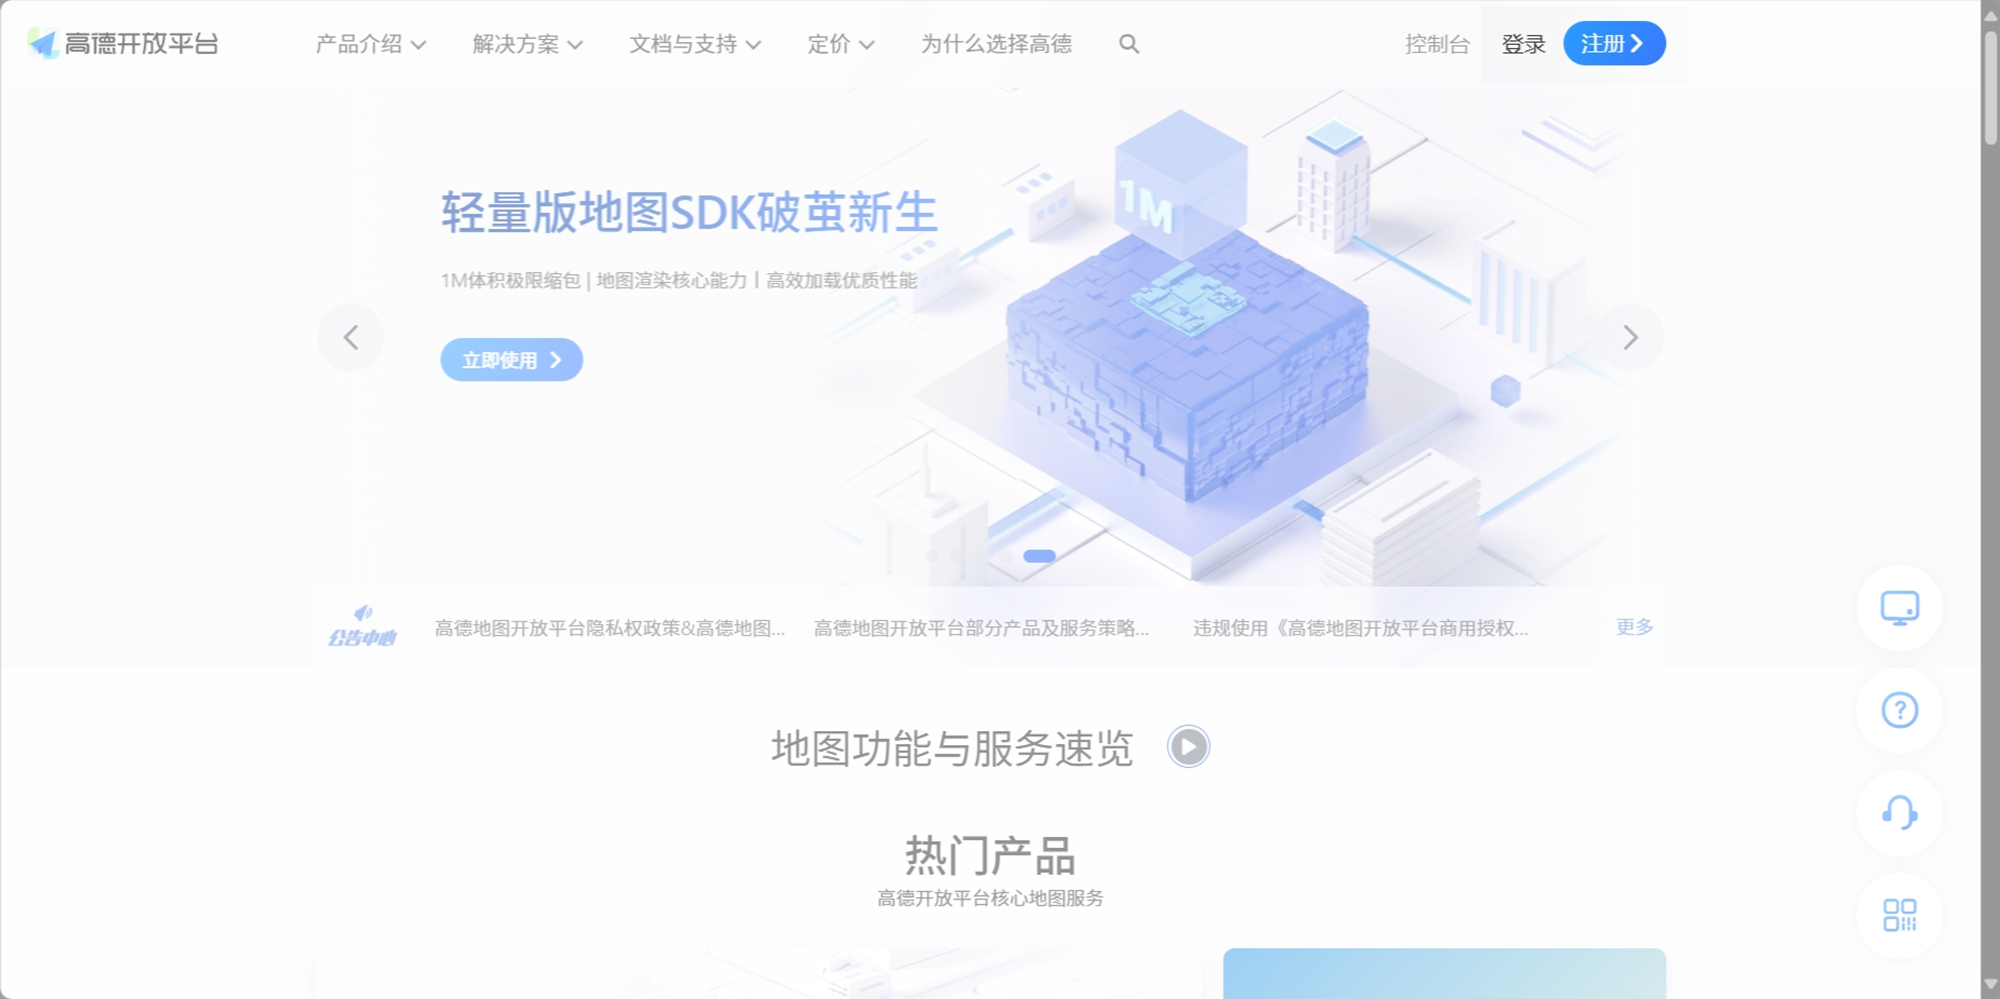 高德开放平台
产品介绍 解决方案 文档与支持 定价 为什么选择高德 控制台 登录 注册
轻量版地图SDK破茧新生
1M体积极限缩包 | 地图渲染核心能力 | 高效加载优质性能
立即使用
1M
公告中心
高德地图开放平台隐私权政策&高德地图... 高德地图开放平台部分产品及服务策略... 违规使用《高德地图开放平台商用授权... 更多
地图功能与服务速览
热门产品
高德开放平台核心地图服务